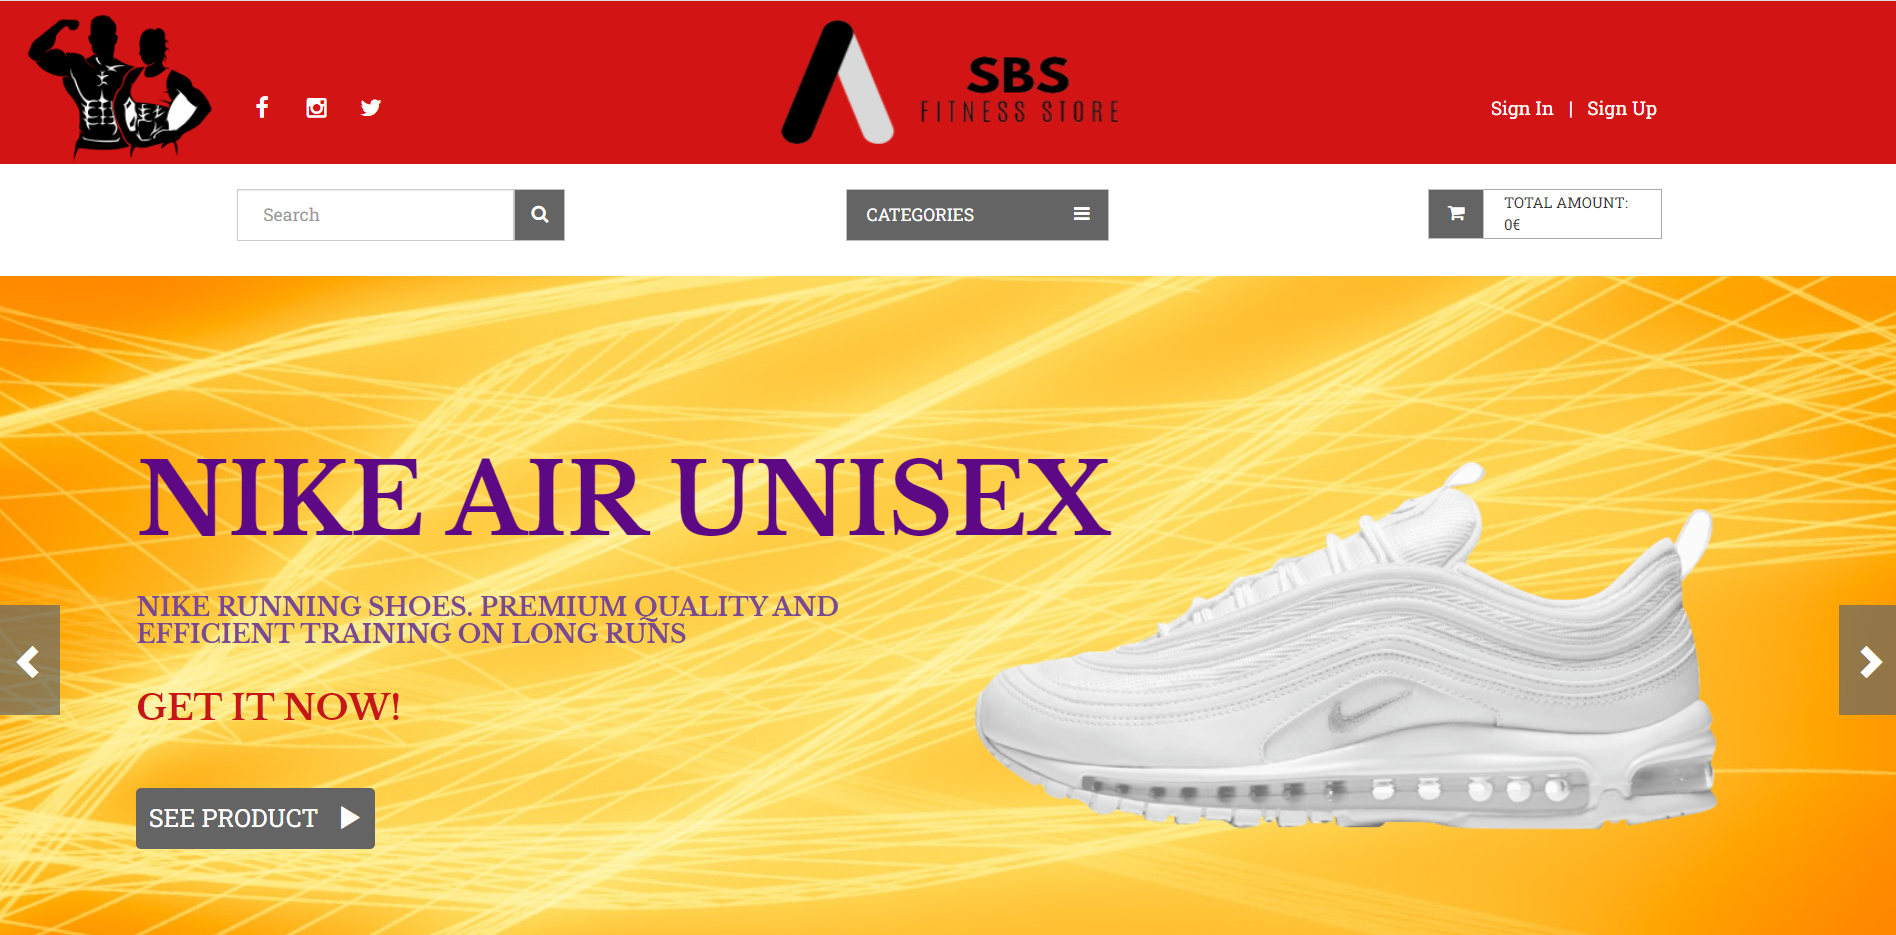 SBS
FITNESS STORE
Sign In | Sign Up
Search
CATEGORIES
TOTAL AMOUNT:
0€
NIKE AIR UNISEX
NIKE RUNNING SHOES. PREMIUM QUALITY AND
EFFICIENT TRAINING ON LONG RUNS
GET IT NOW!
SEE PRODUCT